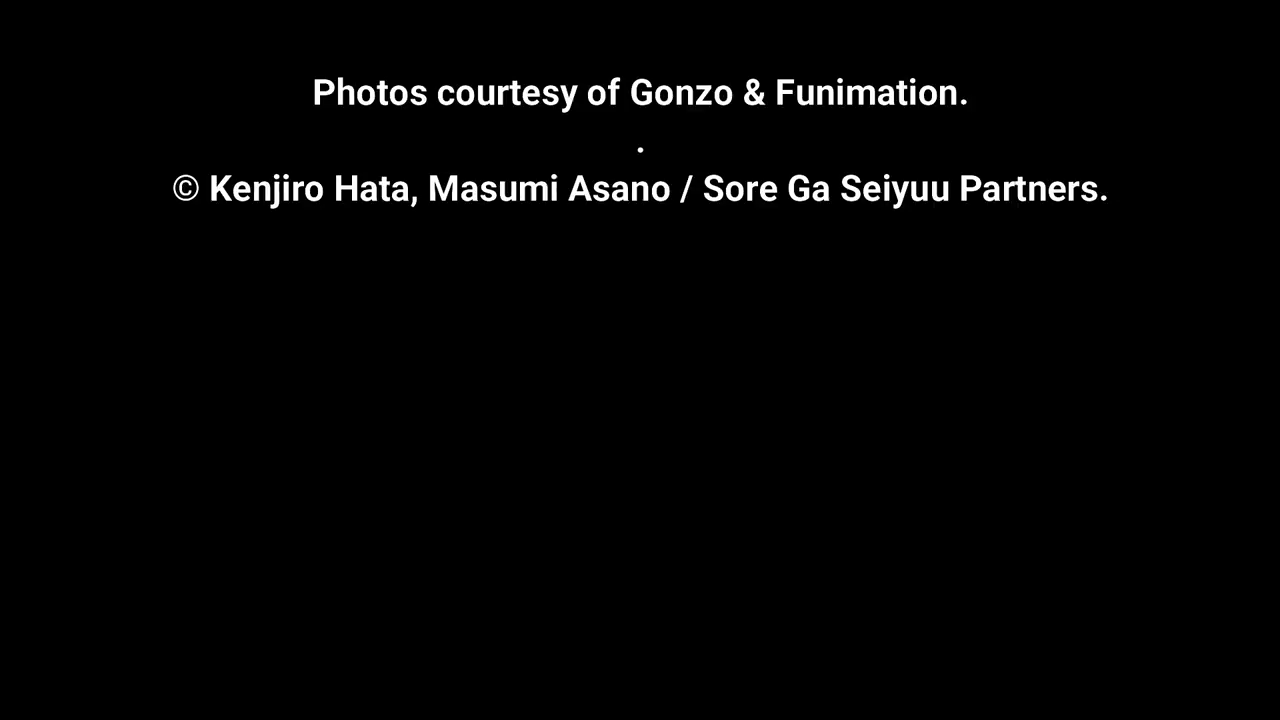 Photos courtesy of Gonzo & Funimation.
.
© Kenjiro Hata, Masumi Asano / Sore Ga Seiyuu Partners.